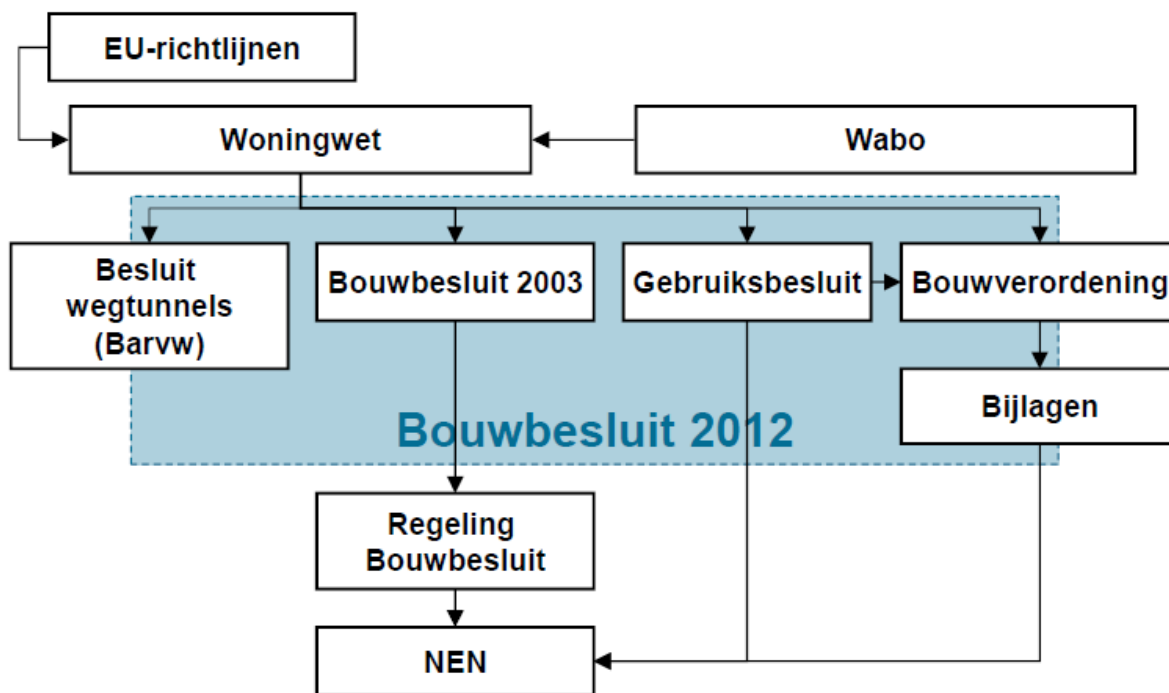 EU-richtlijnen
Woningwet
Wabo
Besluit
wegtunnels
(Barvw)
Bouwbesluit 2003
Gebruiksbesluit
Bouwverordening
Bijlagen
Bouwbesluit 2012
Regeling
Bouwbesluit
NEN